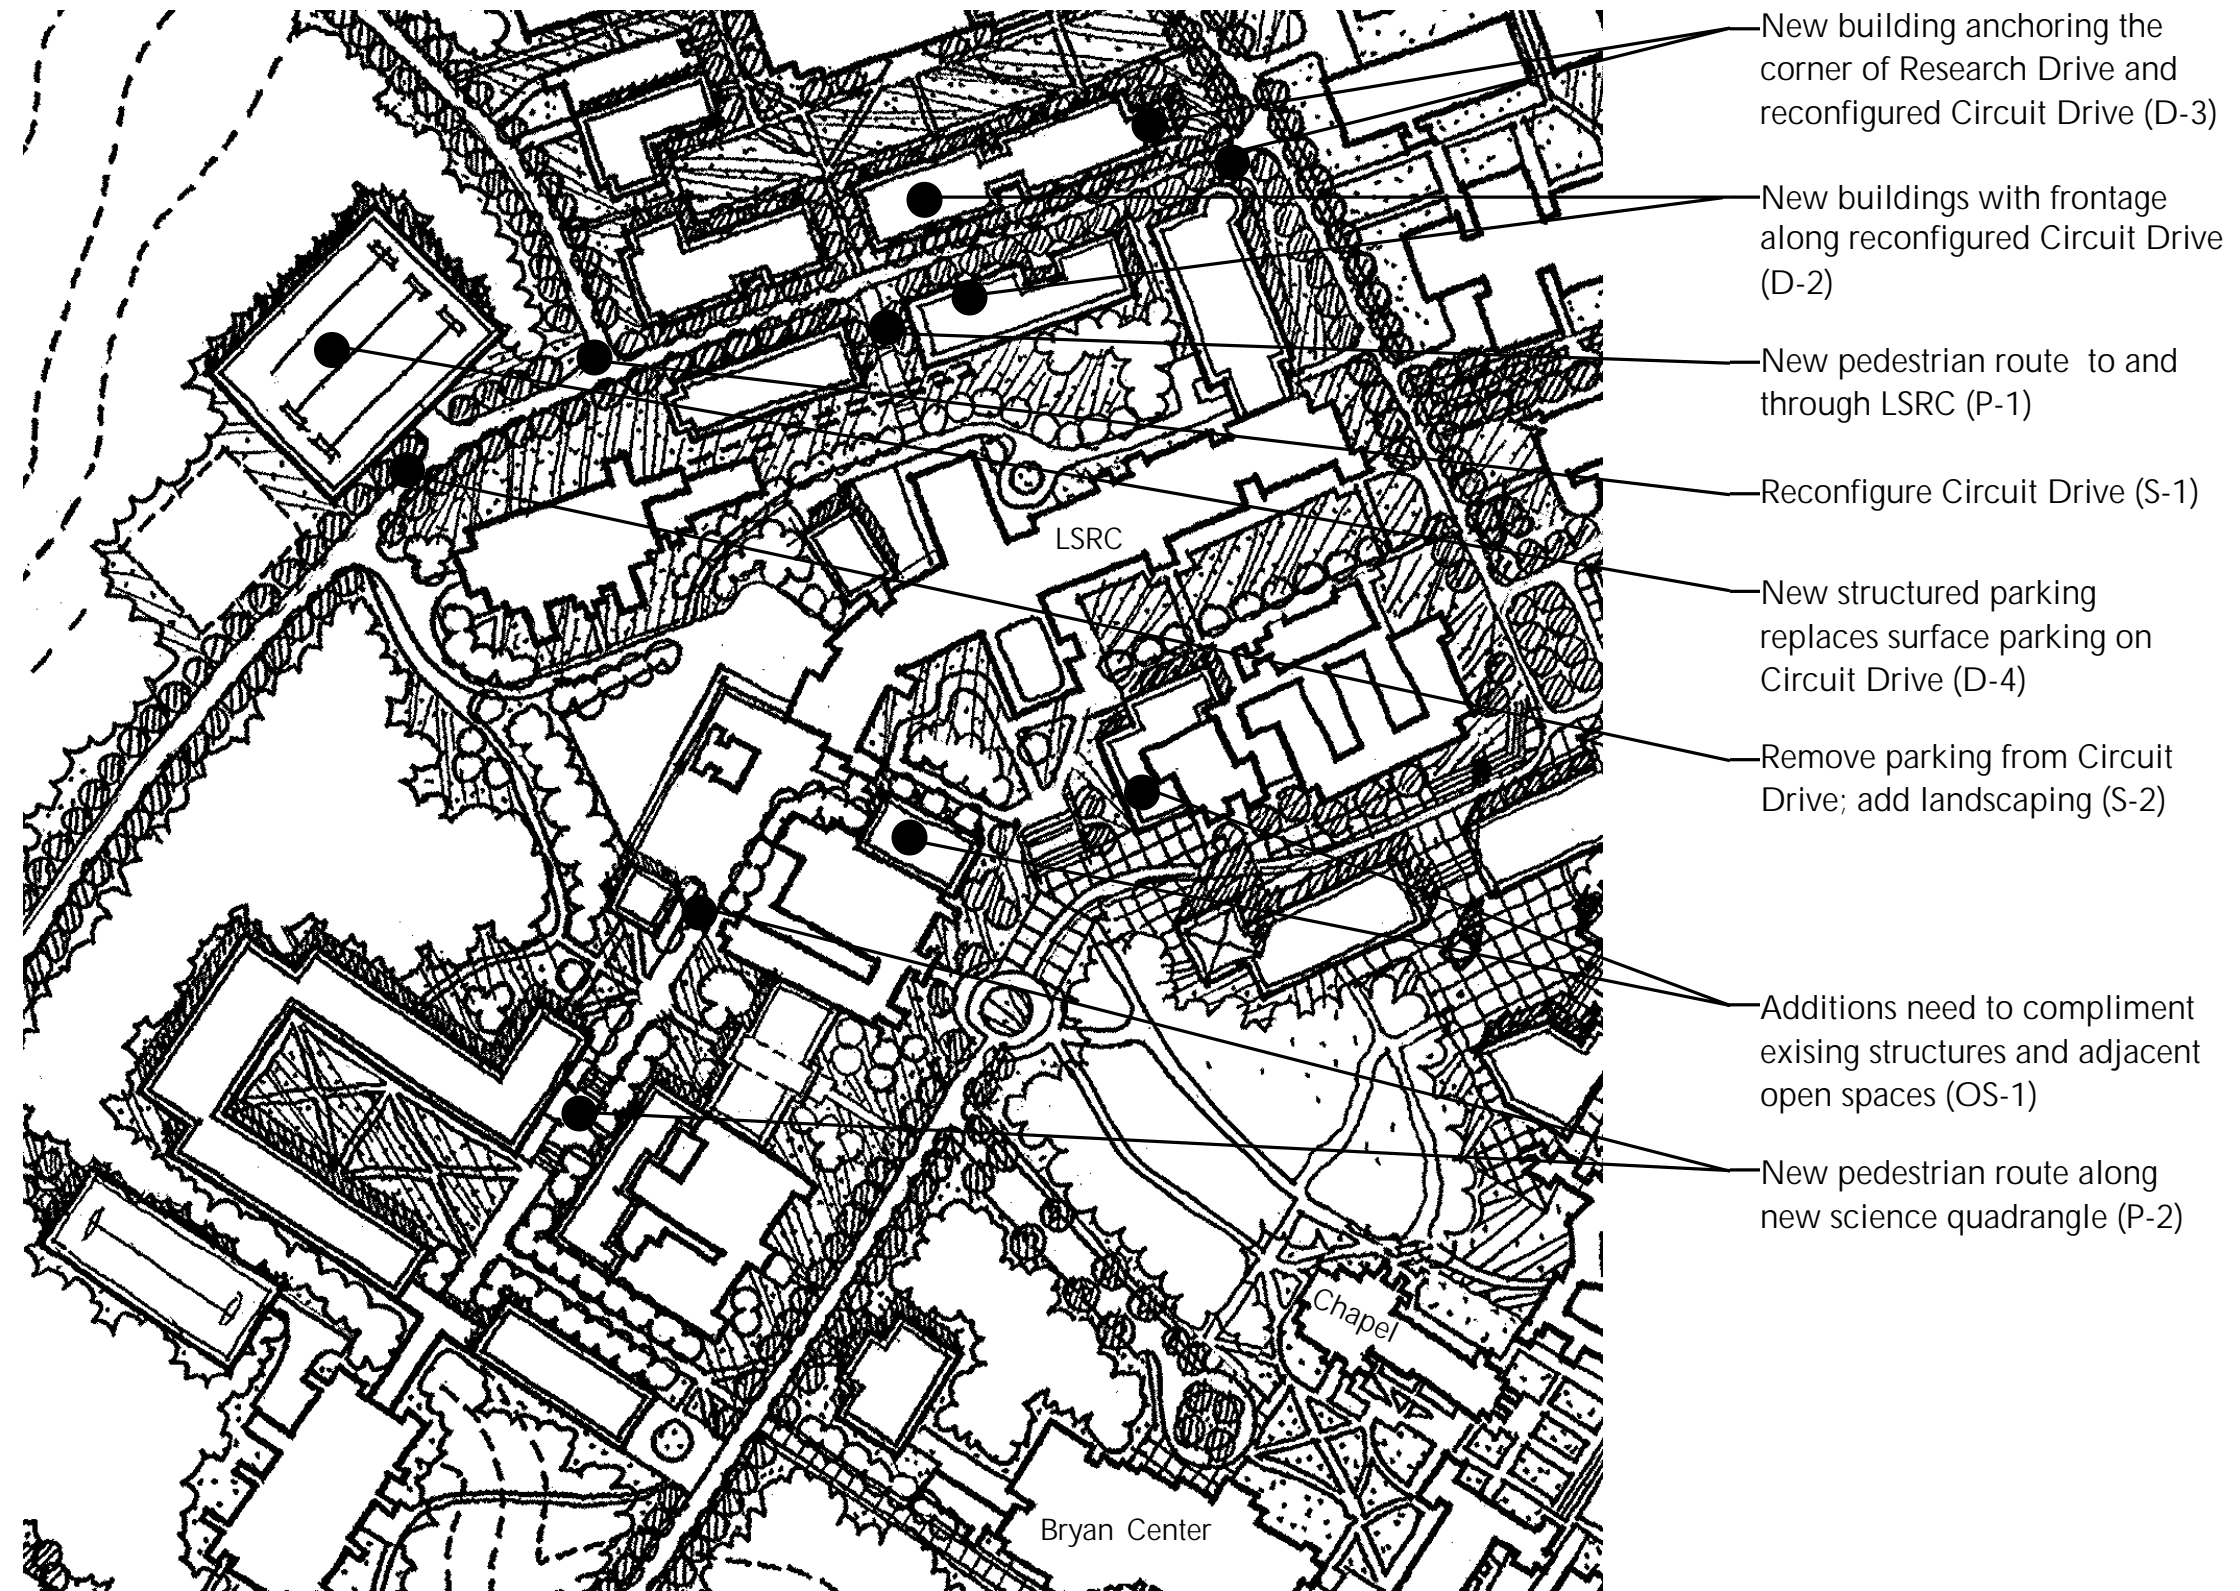 New building anchoring the
corner of Research Drive and
reconfigured Circuit Drive (D-3)
New buildings with frontage
along reconfigured Circuit Drive
(D-2)
New pedestrian route to and
through LSRC (P-1)
Reconfigure Circuit Drive (S-1)
LSRC
New structured parking
replaces surface parking on
Circuit Drive (D-4)
Remove parking from Circuit
Drive; add landscaping (S-2)
Additions need to compliment
exising structures and adjacent
open spaces (OS-1)
New pedestrian route along
new science quadrangle (P-2)
Chapel
Bryan Center